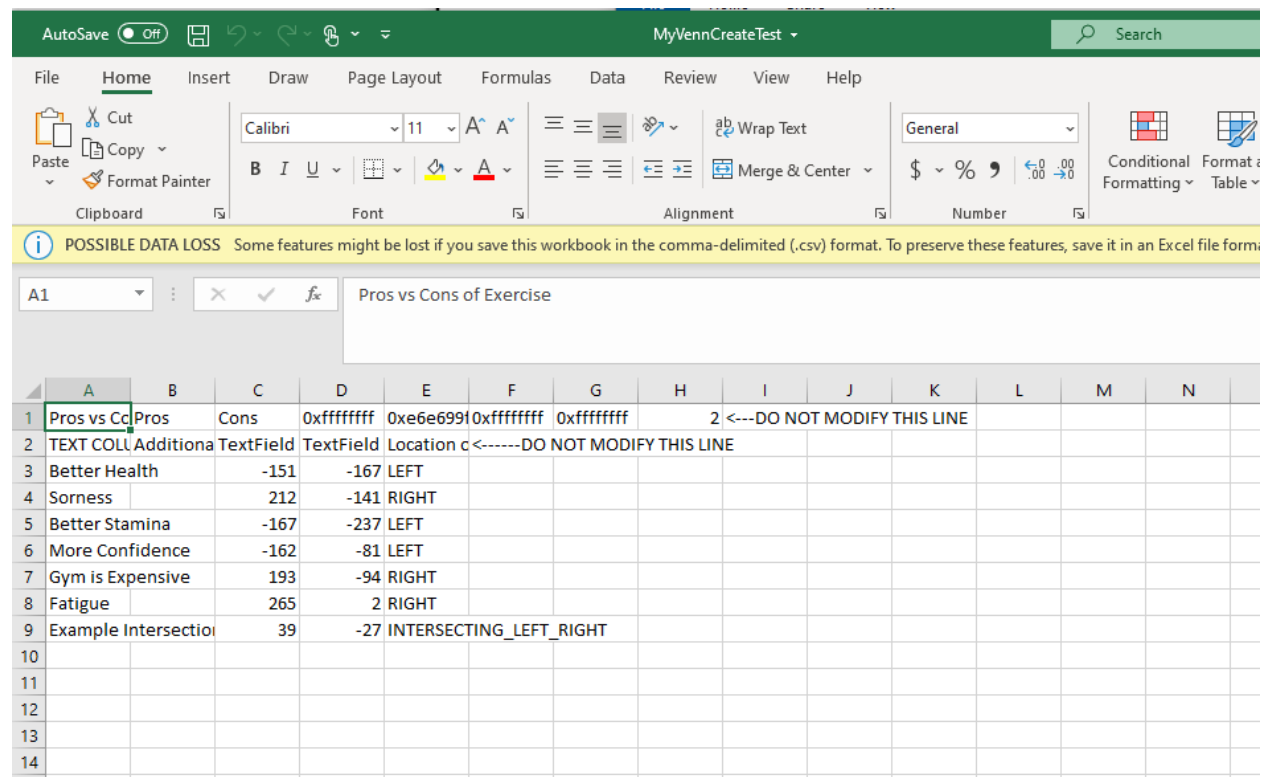 AutoSave Off MyVennCreateTest Search
File Home Insert Draw Page Layout Formulas Data Review View Help
Cut
Copy
Paste
Format Painter
Clipboard
Calibri 11 A^ A
B I U A
Font
ab Wrap Text
Merge & Center
Alignment
General
$ % 9 .00 .00
Number
Conditional Formatting
Format Table
POSSIBLE DATA LOSS Some features might be lost if you save this workbook in the comma-delimited (.csv) format. To preserve these features, save it in an Excel file
A1 fx Pros vs Cons of Exercise
A B C D E F G H I J K L M N
1 Pros vs Pros Cons 0xffffffff 0xe6e699 0xffffffff 0xffffffff 2 <---DO NOT MODIFY THIS LINE
2 TEXT Additiona TextField TextField Location <------DO NOT MODIFY THIS LINE
3 Better Health -151 -167 LEFT
4 Sorness 212 -141 RIGHT
5 Better Stamina -167 -237 LEFT
6 More Confidence -162 -81 LEFT
7 Gym is Expensive 193 -94 RIGHT
8 Fatigue 265 2 RIGHT
9 Example Intersection 39 -27 INTERSECTING_LEFT_RIGHT
10
11
12
13
14